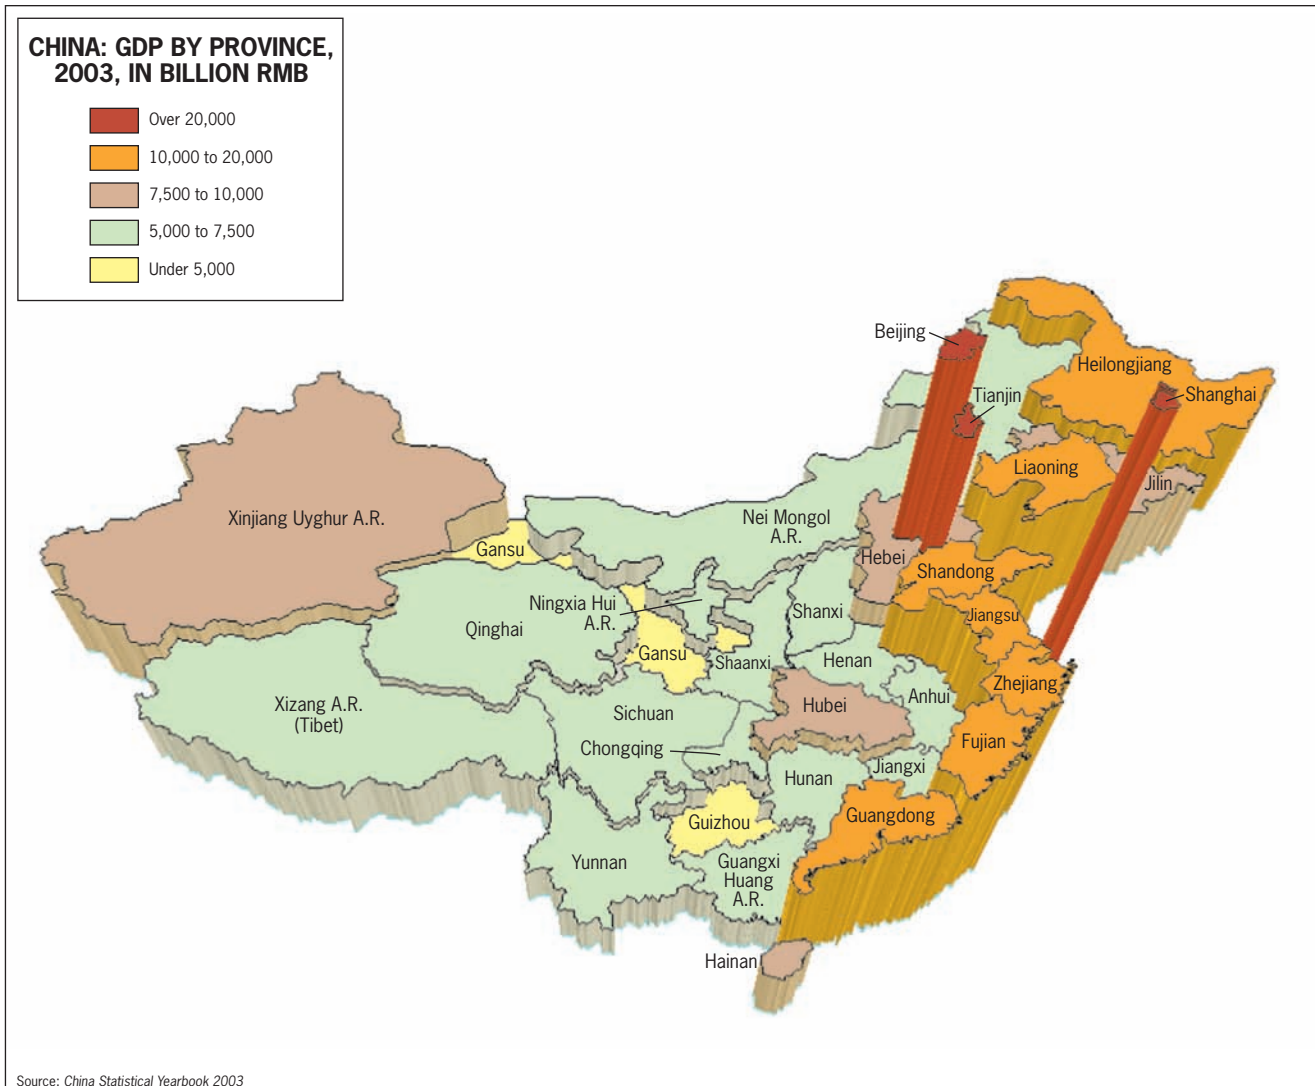 CHINA: GDP BY PROVINCE,
2003, IN BILLION RMB
Over 20,000
10,000 to 20,000
7,500 to 10,000
5,000 to 7,500
Under 5,000
Beijing
Heilongjiang
Tianjin
Shanghai
Liaoning
Jilin
Xinjiang Uyghur A.R.
Nei Mongol
A.R.
Gansu
Hebei
Shandong
Ningxia Hui
A.R.
Shanxi
Jiangsu
Qinghai
Gansu
Shaanxi
Henan
Zhejiang
Anhui
Xizang A.R.
(Tibet)
Sichuan
Hubei
Chongqing
Fujian
Jiangxi
Hunan
Guizhou
Guangdong
Yunnan
Guangxi
Huang
A.R.
Hainan
Source: China Statistical Yearbook 2003